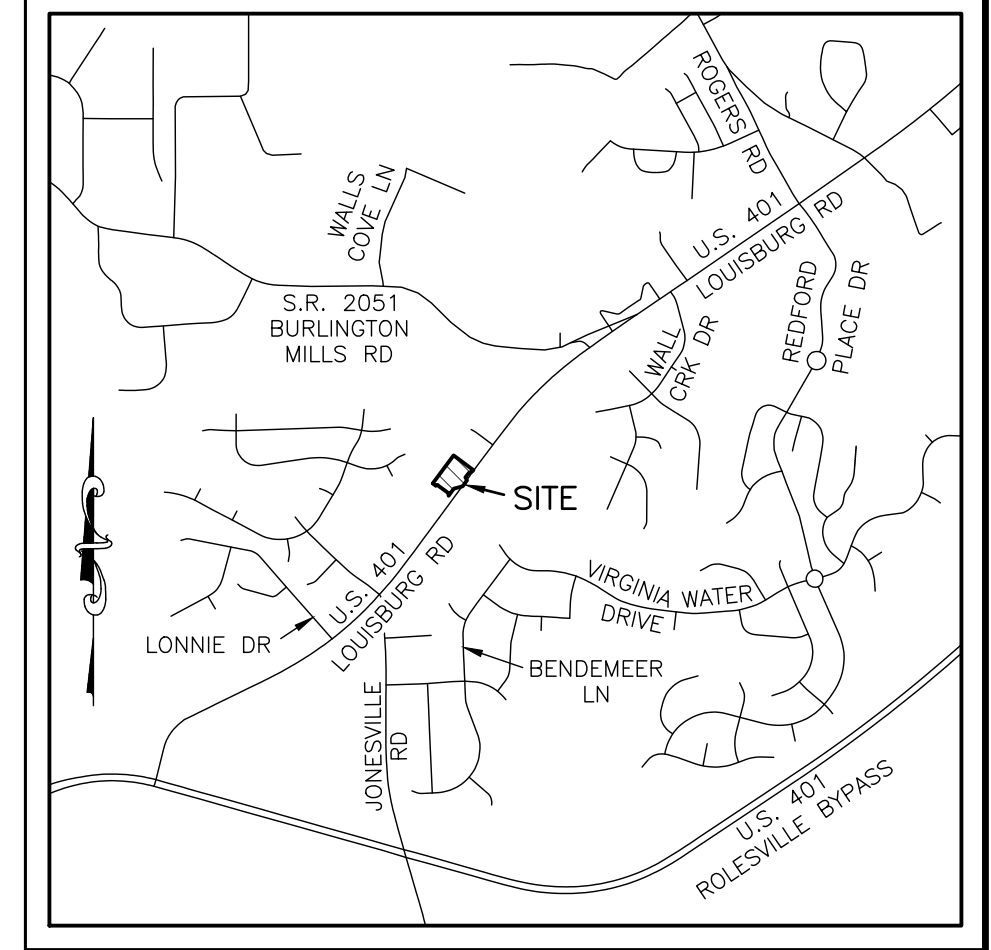 ROGERS RD
WALLS
COVE LN
U.S. 401
LOUISBURG RD
S.R. 2051
BURLINGTON
MILLS RD
WALL
CRK DR
REDFORD
PLACE DR
SITE
U.S. 401
LOUISBURG RD
VIRGINIA WATER
DRIVE
LONNIE DR
BENDEMEER
LN
JONESVILLE
RD
U.S. 401
ROLESVILLE BYPASS